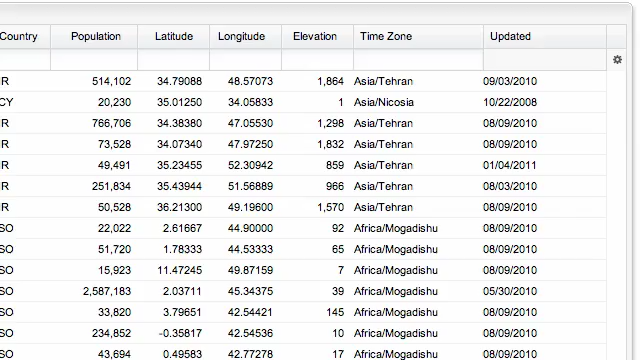 Country Population Latitude Longitude Elevation Time Zone Updated
IR 514,102 34.79088 48.57073 1,864 Asia/Tehran 09/03/2010
CY 20,230 35.01250 34.05833 1 Asia/Nicosia 10/22/2008
IR 766,706 34.38380 47.05530 1,298 Asia/Tehran 08/09/2010
IR 73,528 34.07340 47.97250 1,832 Asia/Tehran 08/09/2010
IR 49,491 35.23455 52.30942 859 Asia/Tehran 01/04/2011
IR 251,834 35.43944 51.56889 966 Asia/Tehran 08/03/2010
IR 50,528 36.21300 49.19600 1,570 Asia/Tehran 08/09/2010
SO 22,022 2.61667 44.90000 92 Africa/Mogadishu 08/09/2010
SO 51,720 1.78333 44.53333 65 Africa/Mogadishu 08/09/2010
SO 15,923 11.47245 49.87159 7 Africa/Mogadishu 08/09/2010
SO 2,587,183 2.03711 45.34375 39 Africa/Mogadishu 05/30/2010
SO 33,820 3.79651 42.54421 145 Africa/Mogadishu 08/09/2010
SO 234,852 -0.35817 42.54536 10 Africa/Mogadishu 08/09/2010
SO 43,694 0.49583 42.77278 17 Africa/Mogadishu 08/09/2010